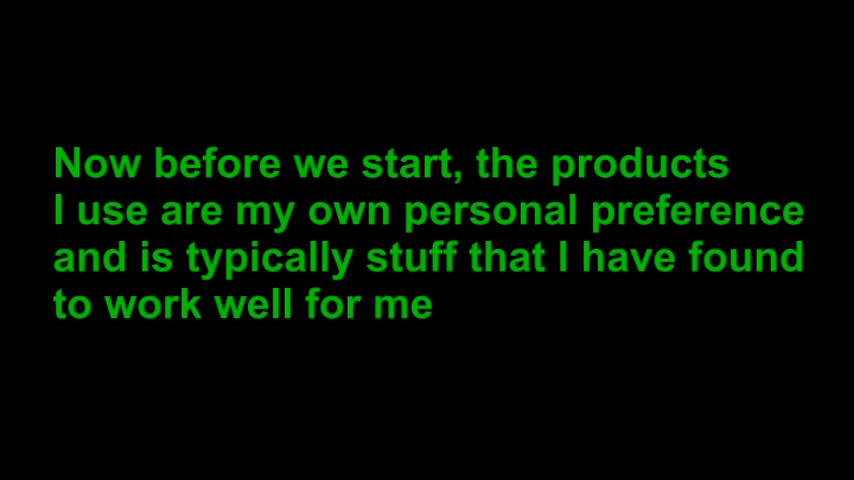 Now before we start, the products
I use are my own personal preference
and is typically stuff that I have found
to work well for me